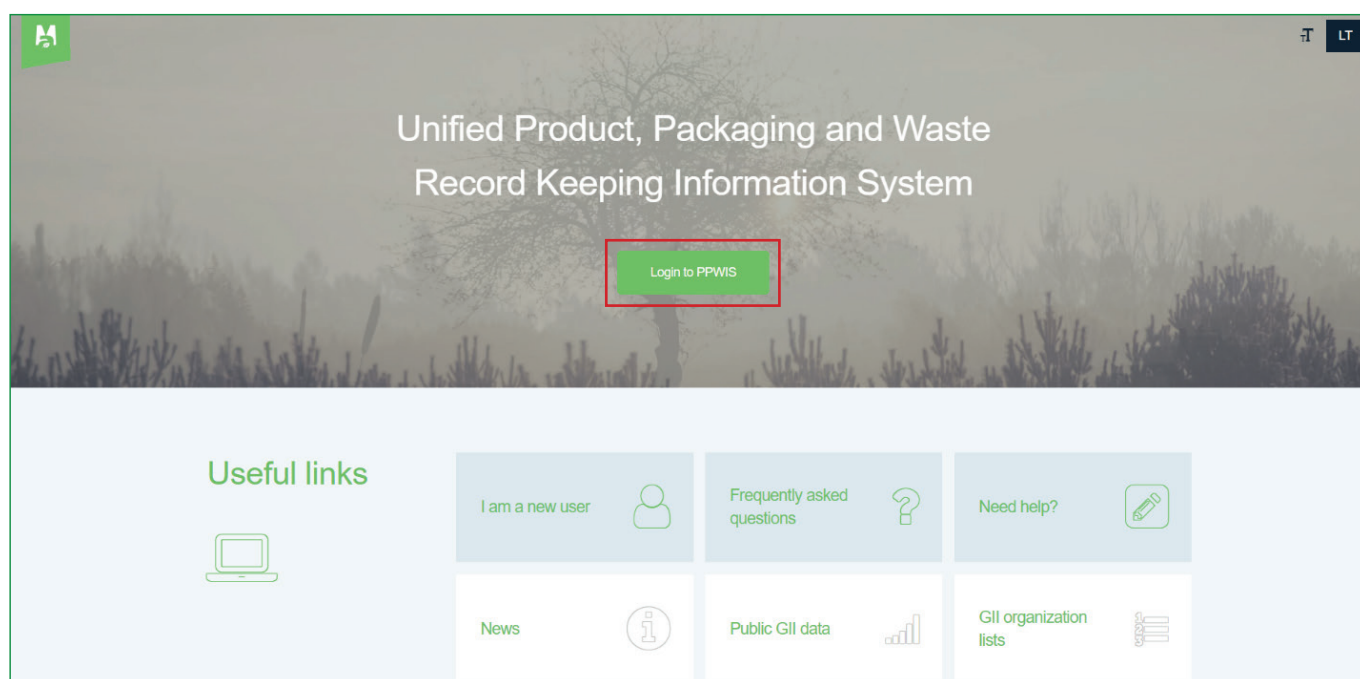 LT
Unified Product, Packaging and Waste
Record Keeping Information System
Login to PPWIS
Useful links
I am a new user
Frequently asked
questions
Need help?
News
Public GII data
GII organization
lists